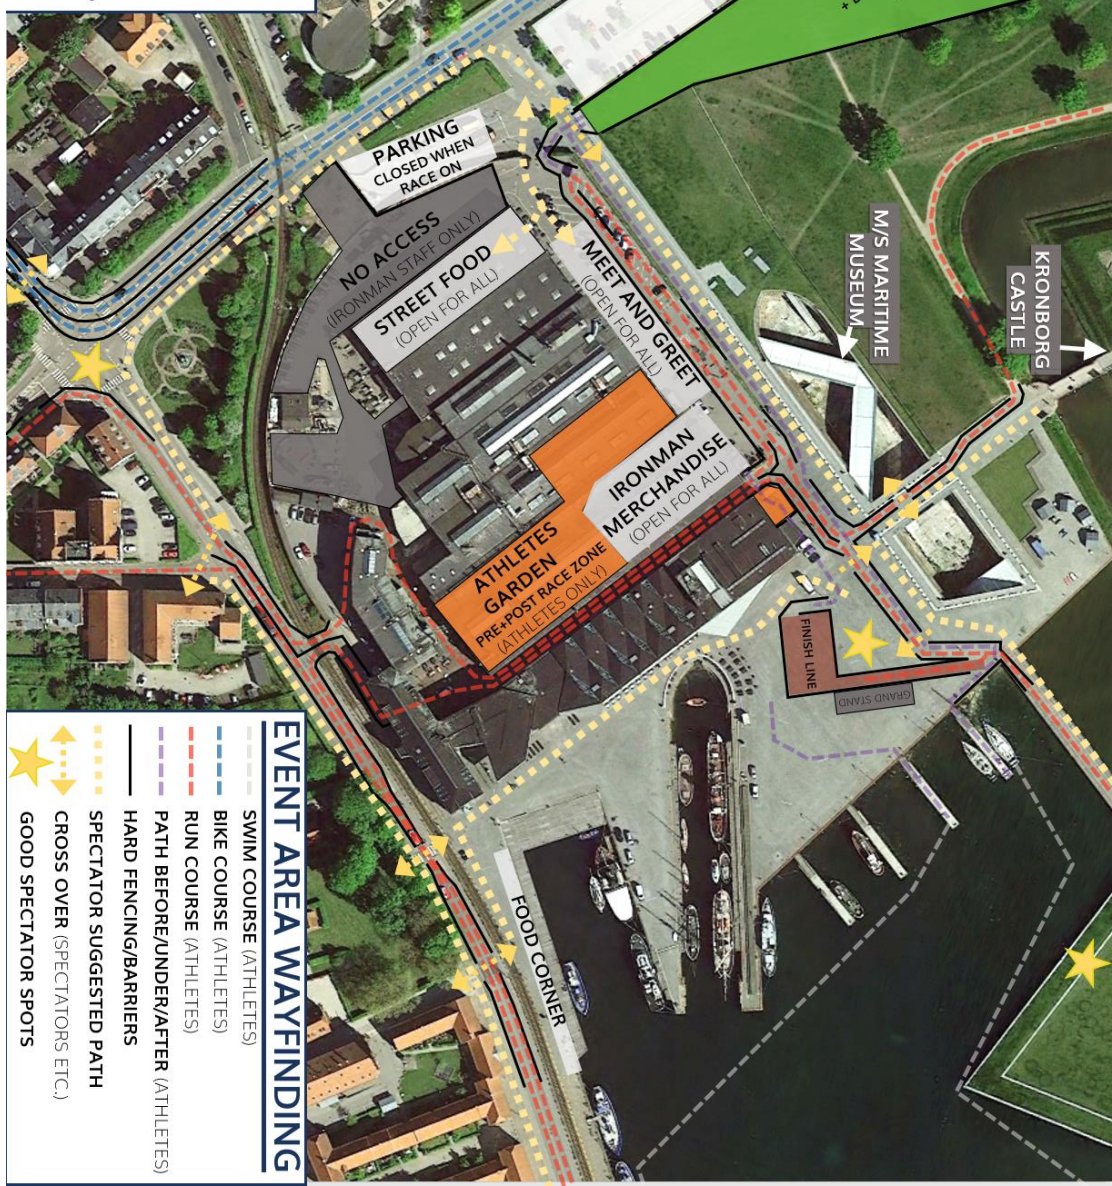 PARKING
CLOSED WHEN
RACE ON
NO ACCESS
(IRONMAN STAFF ONLY)
STREET FOOD
(OPEN FOR ALL)
MEET AND GREET
(OPEN FOR ALL)
M/S MARITIME
MUSEUM
KRONBORG
CASTLE
IRONMAN
MERCHANDISE
(OPEN FOR ALL)
ATHLETES
GARDEN
PRE+POST RACE ZONE
(ATHLETES ONLY)
FINISH LINE
GRAND STAND
FOOD CORNER
EVENT AREA WAYFINDING
SWIM COURSE (ATHLETES)
BIKE COURSE (ATHLETES)
RUN COURSE (ATHLETES)
PATH BEFORE/UNDER/AFTER (ATHLETES)
HARD FENCING/BARRIERS
SPECTATOR SUGGESTED PATH
CROSS OVER (SPECTATORS ETC.)
GOOD SPECTATOR SPOTS